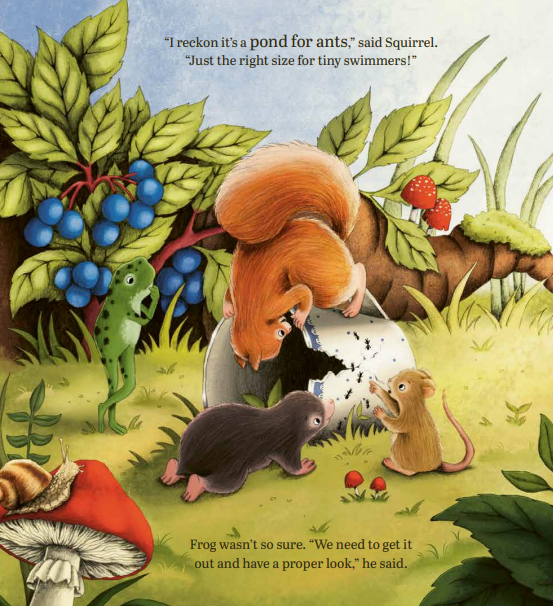 “I reckon it’s a pond for ants,” said Squirrel.
“Just the right size for tiny swimmers!”
Frog wasn’t so sure. “We need to get it
out and have a proper look,” he said.